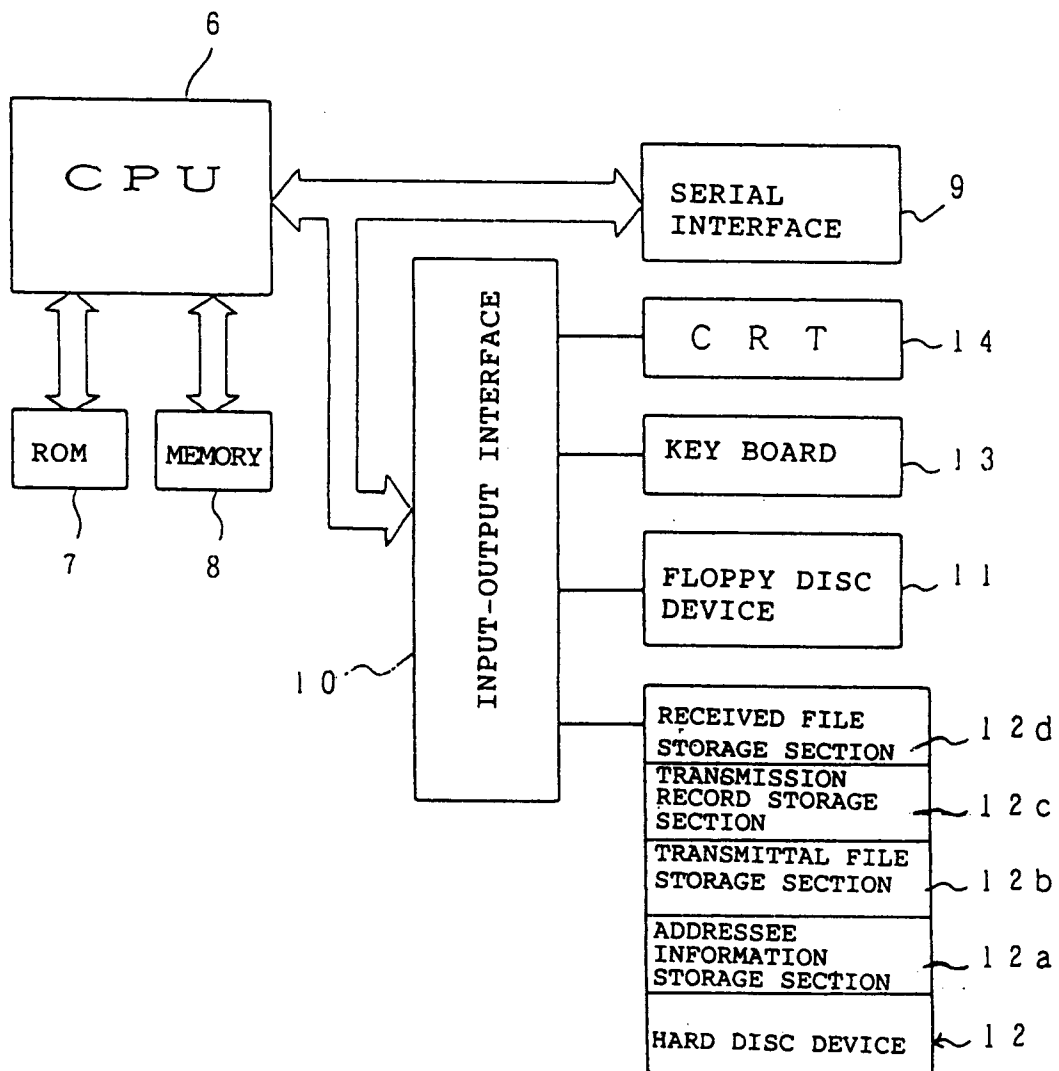 6
CPU
SERIAL
INTERFACE
9
INPUT-OUTPUT INTERFACE
CRT
14
ROM
MEMORY
KEY BOARD
13
7
8
FLOPPY DISC
DEVICE
11
10
RECEIVED FILE
STORAGE SECTION
12d
TRANSMISSION
RECORD STORAGE
SECTION
12c
TRANSMITTAL FILE
STORAGE SECTION
12b
ADDRESSEE
INFORMATION
STORAGE SECTION
12a
HARD DISC DEVICE
12